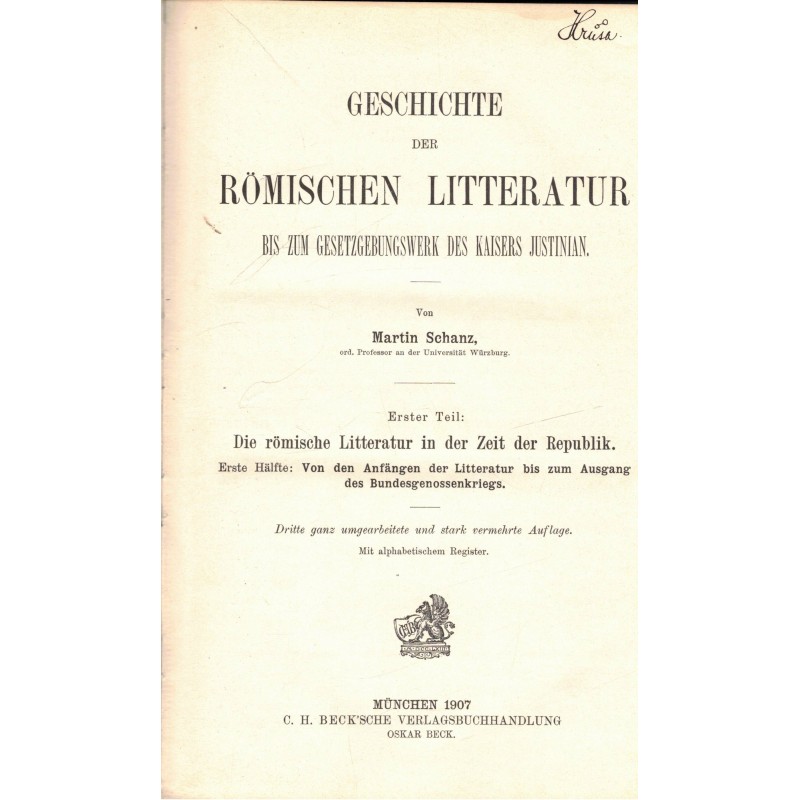 Hrůša.
GESCHICHTE
DER
RÖMISCHEN LITTERATUR
BIS ZUM GESETZGEBUNGSWERK DES KAISERS JUSTINIAN.
Von
Martin Schanz,
ord. Professor an der Universität Würzburg.
Erster Teil:
Die römische Litteratur in der Zeit der Republik.
Erste Hälfte: Von den Anfängen der Litteratur bis zum Ausgang
des Bundesgenossenkriegs.
Dritte ganz umgearbeitete und stark vermehrte Auflage.
Mit alphabetischem Register.
MÜNCHEN 1907
C. H. BECK'SCHE VERLAGSBUCHHANDLUNG
OSKAR BECK.